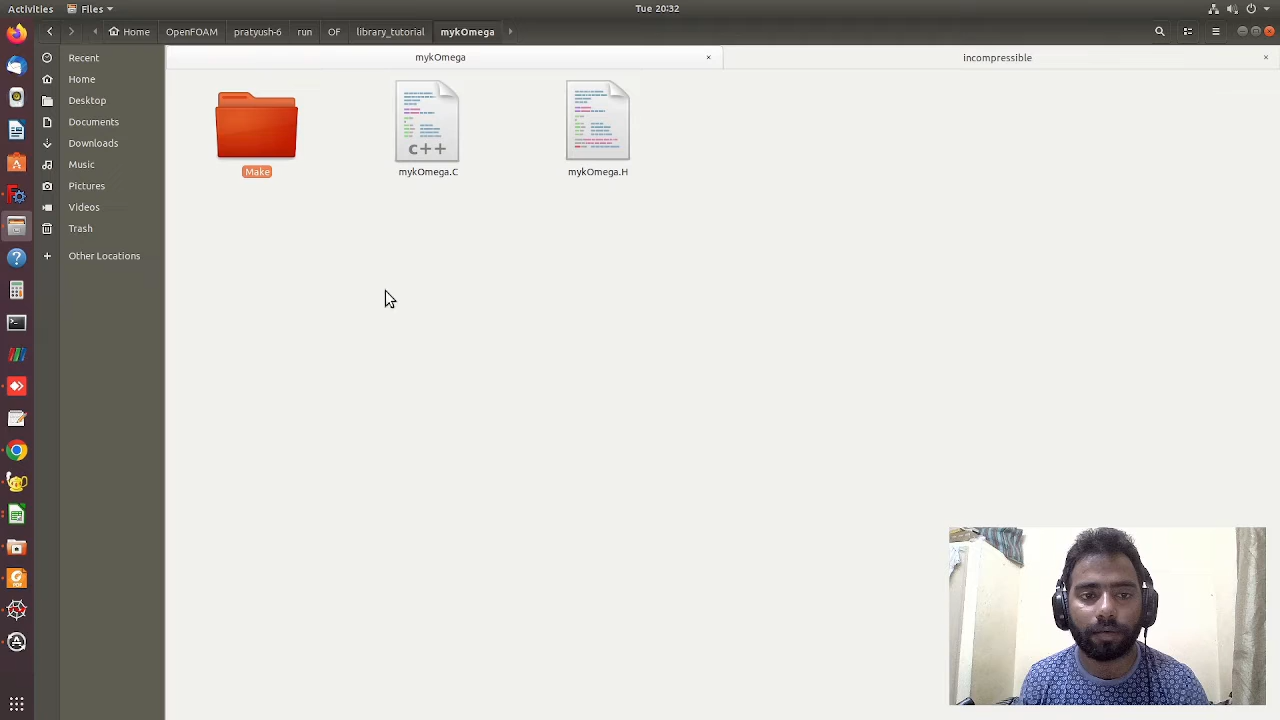 Activities
Files
Tue 20:32
Home
OpenFOAM
pratyush-6
run
OF
library_tutorial
mykOmega
mykOmega
incompressible
Recent
Home
Desktop
Documents
Downloads
Music
Pictures
Videos
Trash
Other Locations
c++
Make
mykOmega.C
mykOmega.H